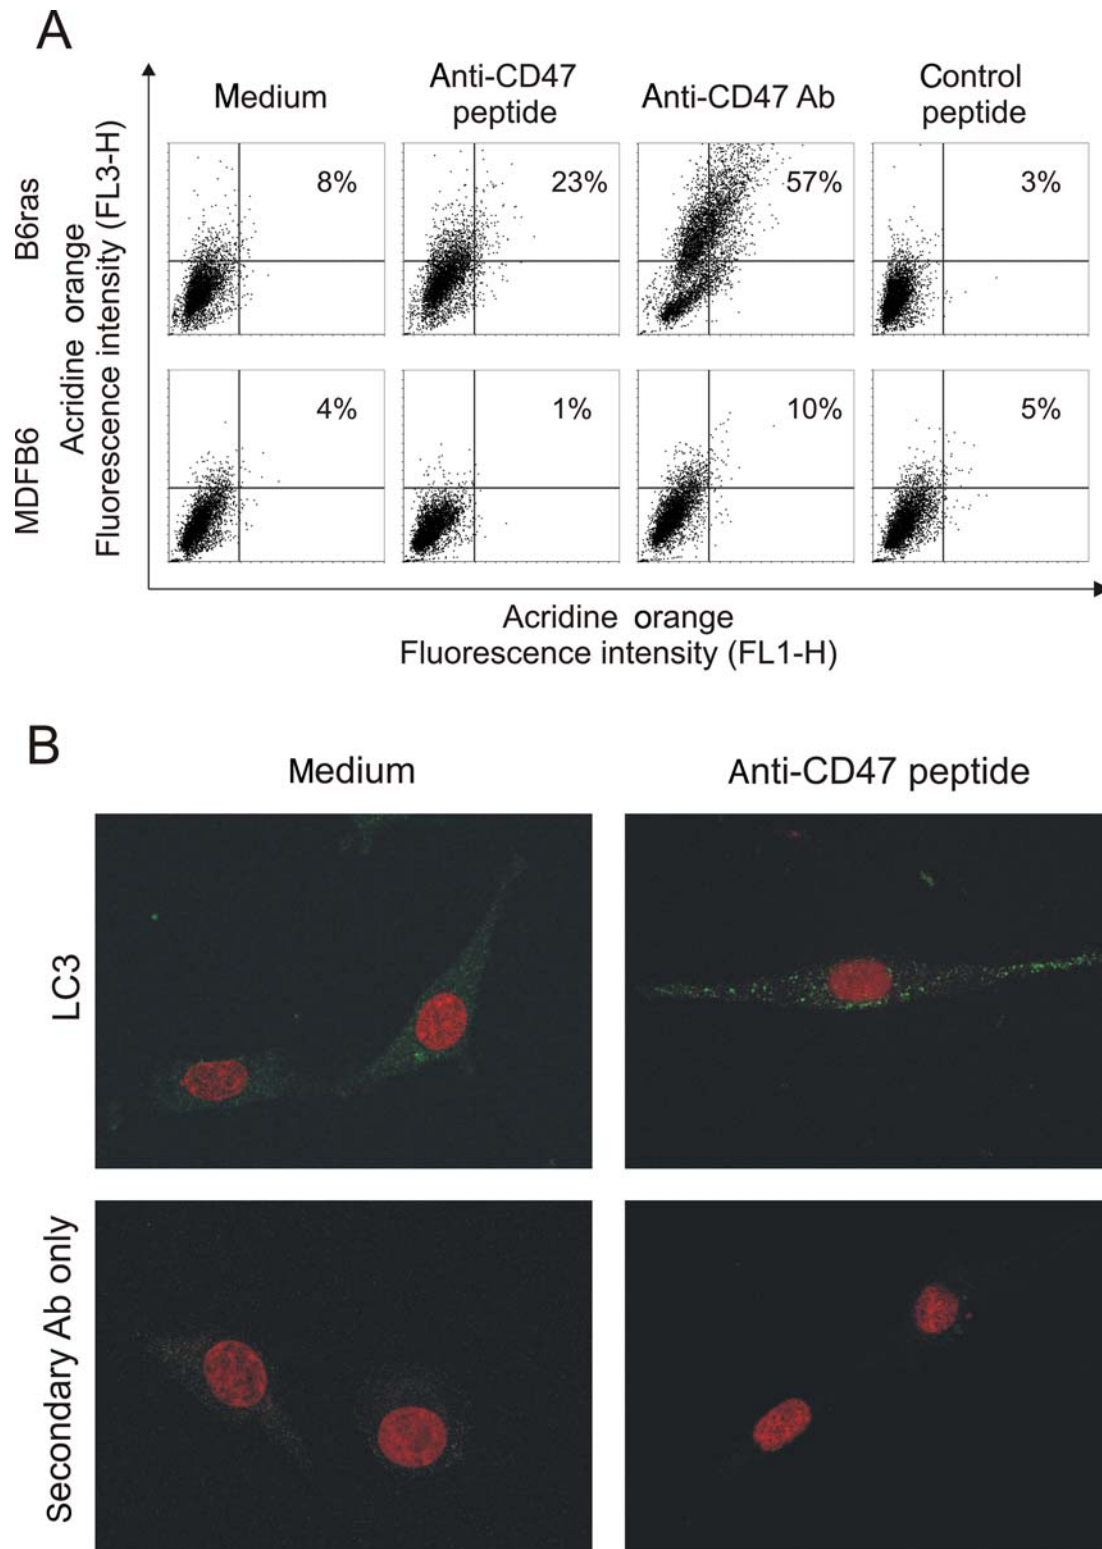 A
Medium
Anti-CD47
peptide
Anti-CD47 Ab
Control
peptide
B6ras
MDFB6
Acridine orange
Fluorescence intensity (FL3-H)
8%
23%
57%
3%
4%
1%
10%
5%
Acridine orange
Fluorescence intensity (FL1-H)
B
Medium
Anti-CD47 peptide
LC3
Secondary Ab only